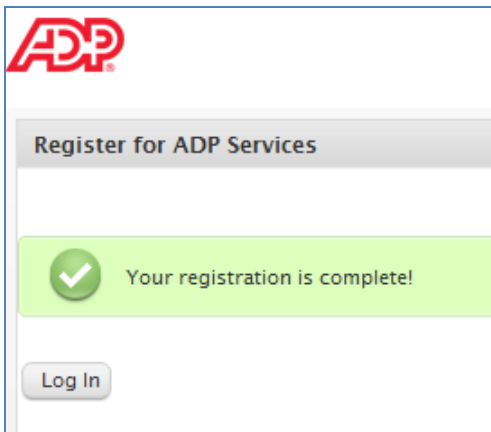 ADP
Register for ADP Services
Your registration is complete!
Log In